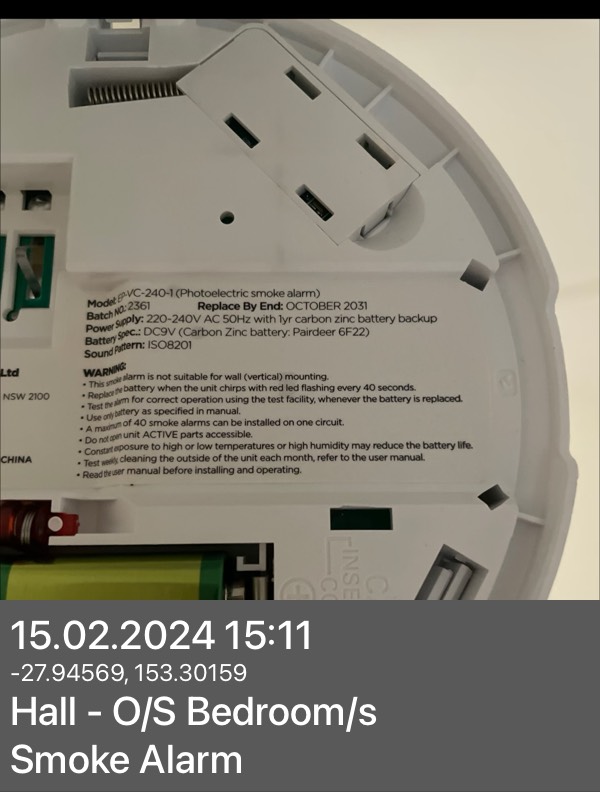 Model: EP-VC-240-1 (Photoelectric smoke alarm)
Batch NO.: 2361 Replace By End: OCTOBER 2031
Power Supply: 220-240V AC 50Hz with 1yr carbon zinc battery backup
Battery Spec.: DC9V (Carbon Zinc battery: Pairdeer 6F22)
Sound Pattern: ISO8201
WARNING:
• This smoke alarm is not suitable for wall (vertical) mounting.
• Replace the battery when the unit chirps with red led flashing every 40 seconds.
• Test the alarm for correct operation using the test facility, whenever the battery is replaced.
• Use only battery as specified in manual.
• A maximum of 40 smoke alarms can be installed on one circuit.
• Do not open unit ACTIVE parts accessible.
• Constant exposure to high or low temperatures or high humidity may reduce the battery life.
• Test weekly, cleaning the outside of the unit each month, refer to the user manual.
• Read the user manual before installing and operating.
Ltd
NSW 2100
CHINA
15.02.2024 15:11
-27.94569, 153.30159
Hall - O/S Bedroom/s
Smoke Alarm